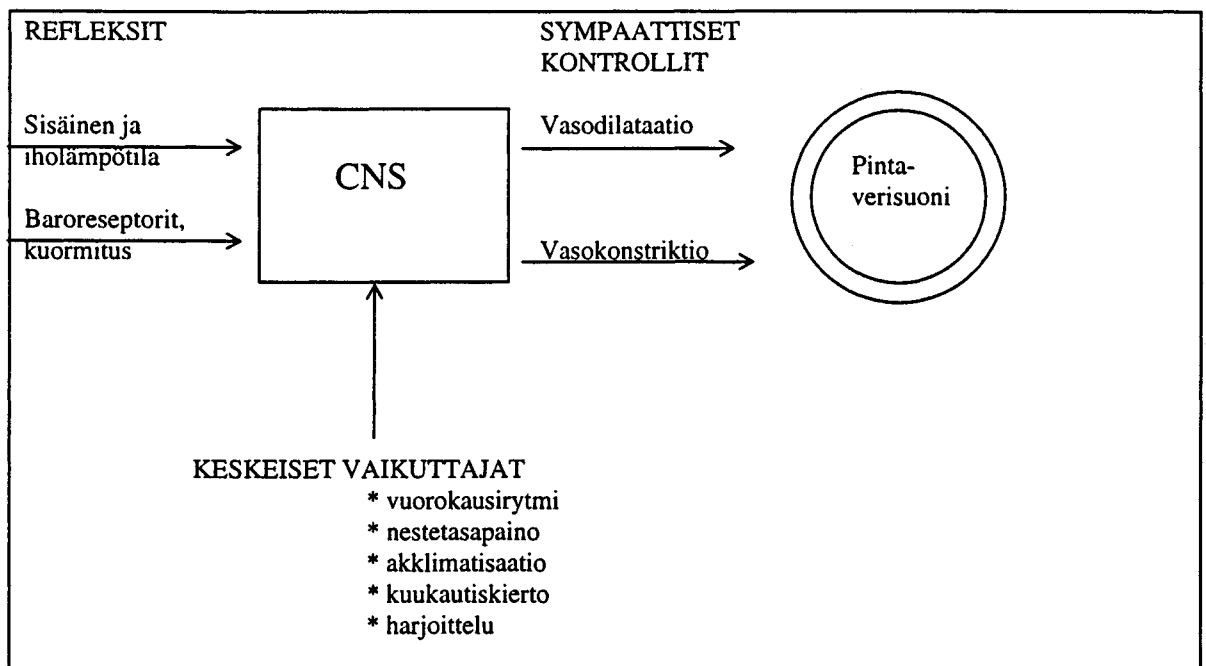 REFLEKSIT
SYMPAATTISET
KONTROLLIT
Sisäinen ja
iholämpötila
Vasodilataatio
CNS
Pinta-
verisuoni
Baroreseptorit,
kuormitus
Vasokonstriktio
KESKEISET VAIKUTTAJAT
* vuorokausirytmi
* nestetasapaino
* akklimatisaatio
* kuukautiskierto
* harjoittelu